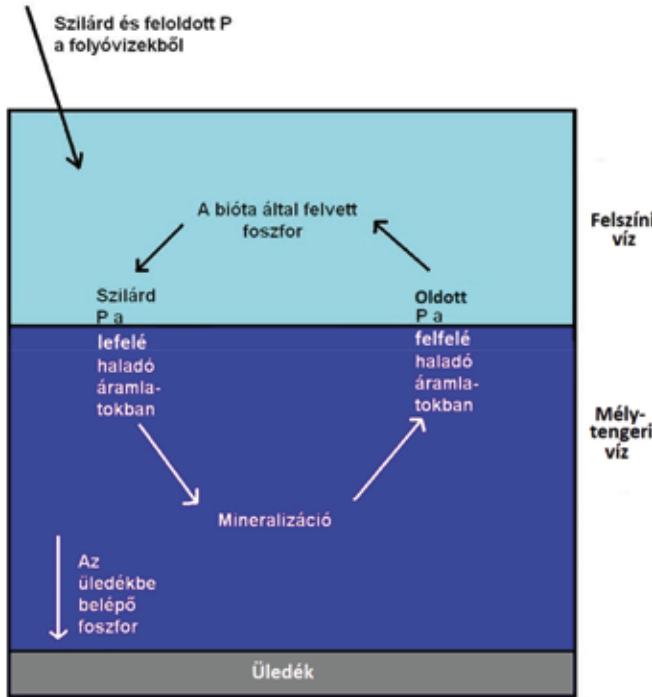 Szilárd és feloldott P
a folyóvizekből
A bióta által felvett
foszfor
Felszíni
víz
Szilárd
P a
lefelé
haladó
áramla-
tokban
Oldott
P a
felfelé
haladó
áramla-
tokban
Mély-
tengeri
víz
Mineralizáció
Az
üledékbe
belépő
foszfor
Üledék